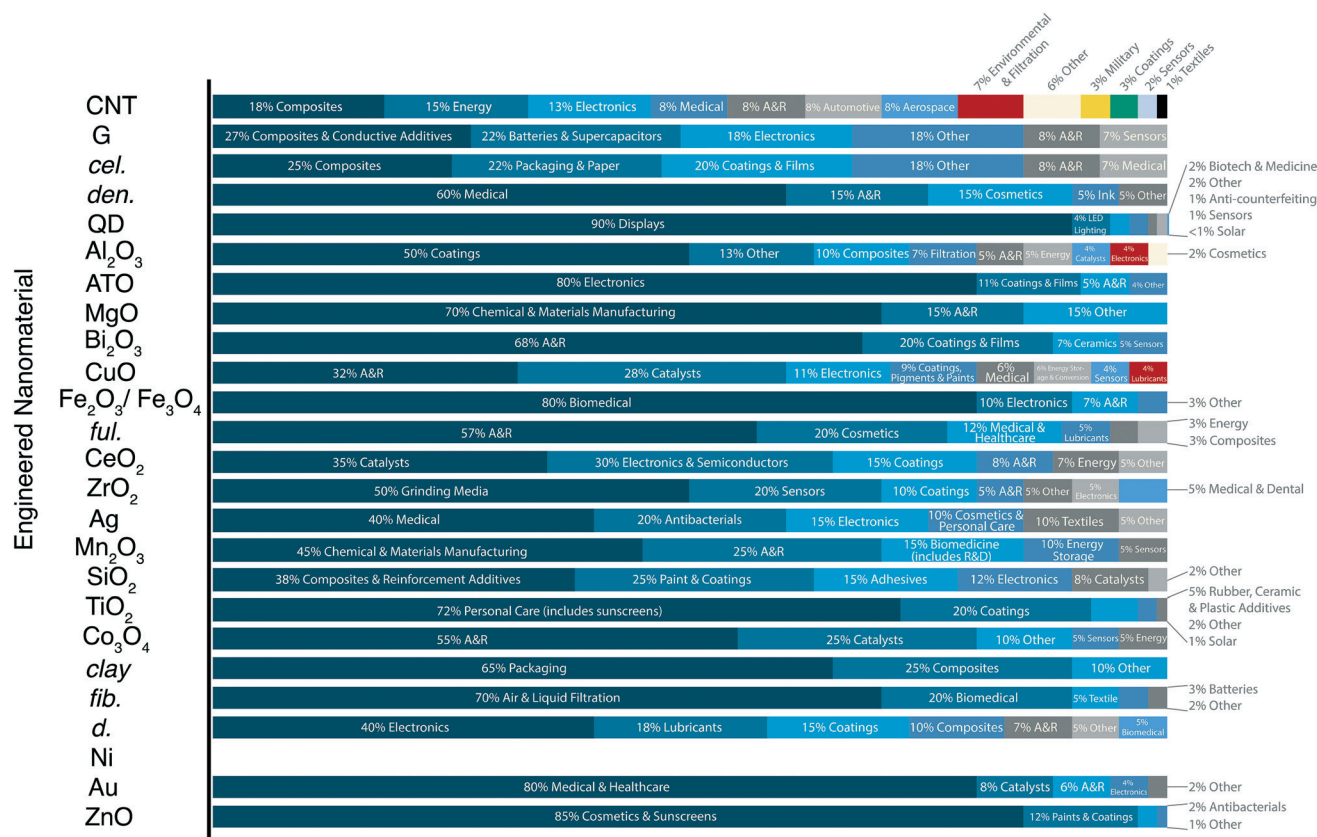 7% Environmental
& Filtration
6% Other
3% Military
3% Coatings
2% Sensors
1% Textiles
Engineered Nanomaterial
CNT
18% Composites
15% Energy
13% Electronics
8% Medical
8% A&R
8% Automotive
8% Aerospace
G
27% Composites & Conductive Additives
22% Batteries & Supercapacitors
18% Electronics
18% Other
8% A&R
7% Sensors
cel.
25% Composites
22% Packaging & Paper
20% Coatings & Films
18% Other
8% A&R
7% Medical
den.
60% Medical
15% A&R
15% Cosmetics
5% Ink
5% Other
QD
90% Displays
4% LED
Lighting
2% Biotech & Medicine
2% Other
1% Anti-counterfeiting
1% Sensors
<1% Solar
Al2O3
50% Coatings
13% Other
10% Composites
7% Filtration
5% A&R
5% Energy
4%
Catalysts
4%
Electronics
2% Cosmetics
ATO
80% Electronics
11% Coatings & Films
5% A&R
4% Other
MgO
70% Chemical & Materials Manufacturing
15% A&R
15% Other
Bi2O3
68% A&R
20% Coatings & Films
7% Ceramics
5% Sensors
CuO
32% A&R
28% Catalysts
11% Electronics
9% Coatings,
Pigments & Paints
6%
Medical
6% Energy Stor-
age & Conversion
4%
Sensors
4%
Lubricants
Fe2O3/ Fe3O4
80% Biomedical
10% Electronics
7% A&R
3% Other
ful.
57% A&R
20% Cosmetics
12% Medical &
Healthcare
5%
Lubricants
3% Energy
3% Composites
CeO2
35% Catalysts
30% Electronics & Semiconductors
15% Coatings
8% A&R
7% Energy
5% Other
ZrO2
50% Grinding Media
20% Sensors
10% Coatings
5% A&R
5% Other
5%
Electronics
5% Medical & Dental
Ag
40% Medical
20% Antibacterials
15% Electronics
10% Cosmetics &
Personal Care
10% Textiles
5% Other
Mn2O3
45% Chemical & Materials Manufacturing
25% A&R
15% Biomedicine
(includes R&D)
10% Energy
Storage
5% Sensors
SiO2
38% Composites & Reinforcement Additives
25% Paint & Coatings
15% Adhesives
12% Electronics
8% Catalysts
2% Other
TiO2
72% Personal Care (includes sunscreens)
20% Coatings
5% Rubber, Ceramic
& Plastic Additives
2% Other
1% Solar
Co3O4
55% A&R
25% Catalysts
10% Other
5% Sensors
5% Energy
clay
65% Packaging
25% Composites
10% Other
fib.
70% Air & Liquid Filtration
20% Biomedical
5% Textile
3% Batteries
2% Other
d.
40% Electronics
18% Lubricants
15% Coatings
10% Composites
7% A&R
5% Other
5%
Biomedical
Ni
Au
80% Medical & Healthcare
8% Catalysts
6% A&R
4%
Electronics
2% Other
ZnO
85% Cosmetics & Sunscreens
12% Paints & Coatings
2% Antibacterials
1% Other